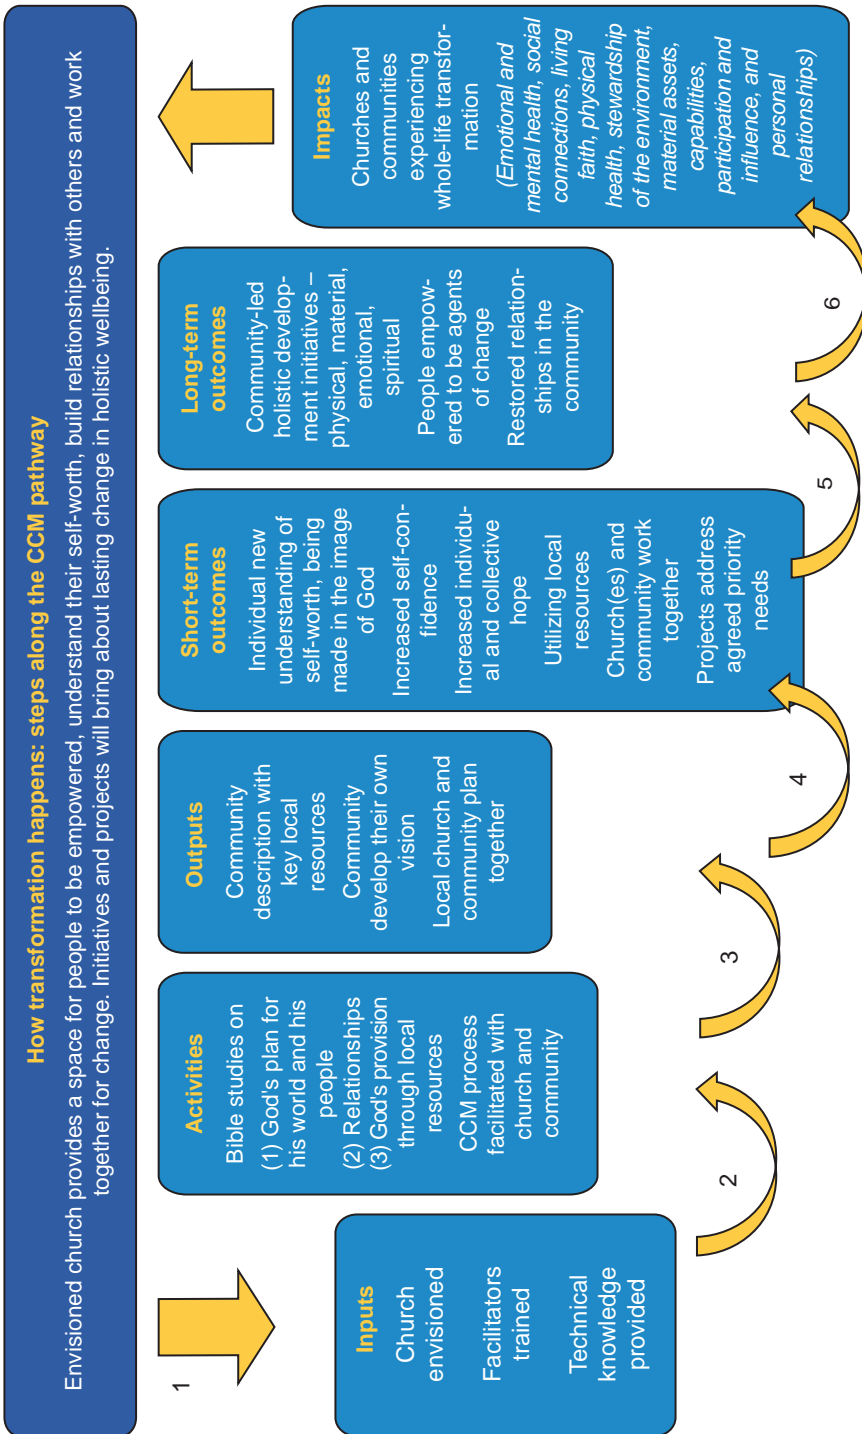 How transformation happens: steps along the CCM pathway
Envisioned church provides a space for people to be empowered, understand their self-worth, build relationships with others and work
together for change. Initiatives and projects will bring about lasting change in holistic wellbeing.
1
Inputs
Church
envisioned
Facilitators
trained
Technical
knowledge
provided
2
Activities
Bible studies on
(1) God's plan for
his world and his
people
(2) Relationships
(3) God's provision
through local
resources
CCM process
facilitated with
church and
community
3
Outputs
Community
description with
key local
resources
Community
develop their own
vision
Local church and
community plan
together
4
Short-term
outcomes
Individual new
understanding of
self-worth, being
made in the image
of God
Increased self-con-
fidence
Increased individu-
al and collective
hope
Utilizing local
resources
Church(es) and
community work
together
Projects address
agreed priority
needs
5
Long-term
outcomes
Community-led
holistic develop-
ment initiatives –
physical, material,
emotional,
spiritual
People empow-
ered to be agents
of change
Restored relation-
ships in the
community
6
Impacts
Churches and
communities
experiencing
whole-life transfor-
mation
(Emotional and
mental health, social
connections, living
faith, physical
health, stewardship
of the environment,
material assets,
capabilities,
participation and
influence, and
personal
relationships)